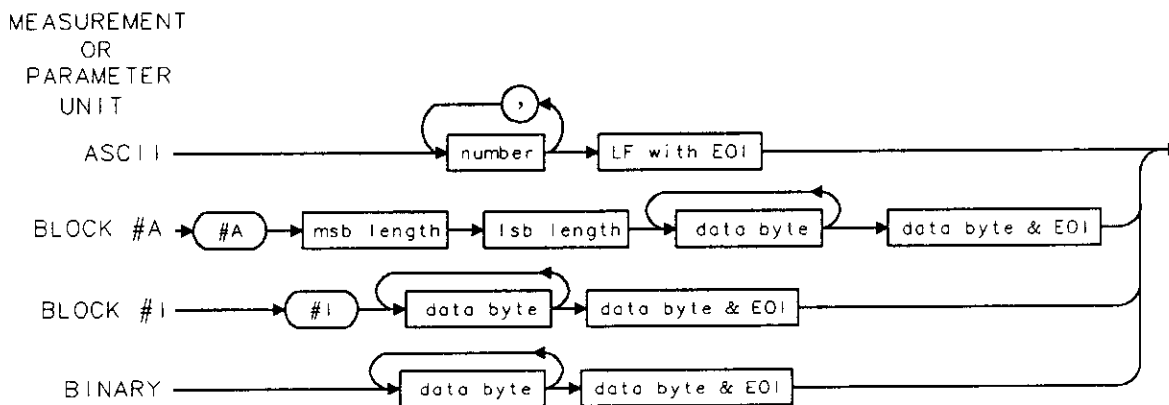 MEASUREMENT
OR
PARAMETER
UNIT
,
ASCII number LF with EOI
BLOCK #A #A msb length lsb length data byte data byte & EOI
BLOCK #I #I data byte data byte & EOI
BINARY data byte data byte & EOI